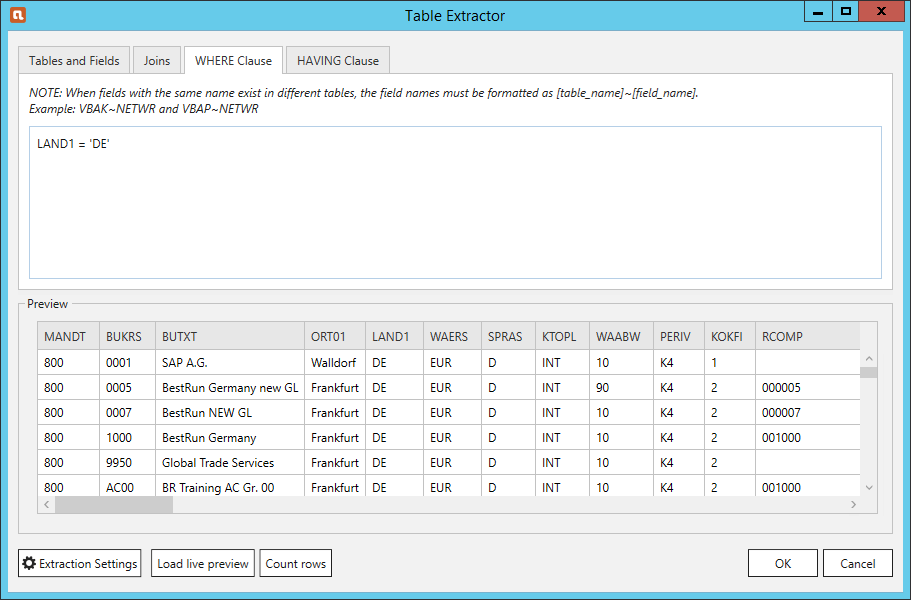 Table Extractor
Tables and Fields Joins WHERE Clause HAVING Clause
NOTE: When fields with the same name exist in different tables, the field names must be formatted as [table_name]~[field_name].
Example: VBAK~NETWR and VBAP~NETWR
LAND1 = 'DE'
Preview
MANDT BUKRS BUTXT ORT01 LAND1 WAERS SPRAS KTOPL WAABW PERIV KOKFI RCOMP
800 0001 SAP A.G. Walldorf DE EUR D INT 10 K4 1
800 0005 BestRun Germany new GL Frankfurt DE EUR D INT 90 K4 2 000005
800 0007 BestRun NEW GL Frankfurt DE EUR D INT 10 K4 2 000007
800 1000 BestRun Germany Frankfurt DE EUR D INT 10 K4 2 001000
800 9950 Global Trade Services Frankfurt DE EUR D INT 10 K4 2
800 AC00 BR Training AC Gr. 00 Frankfurt DE EUR D INT 10 K4 2 001000
Extraction Settings Load live preview Count rows OK Cancel